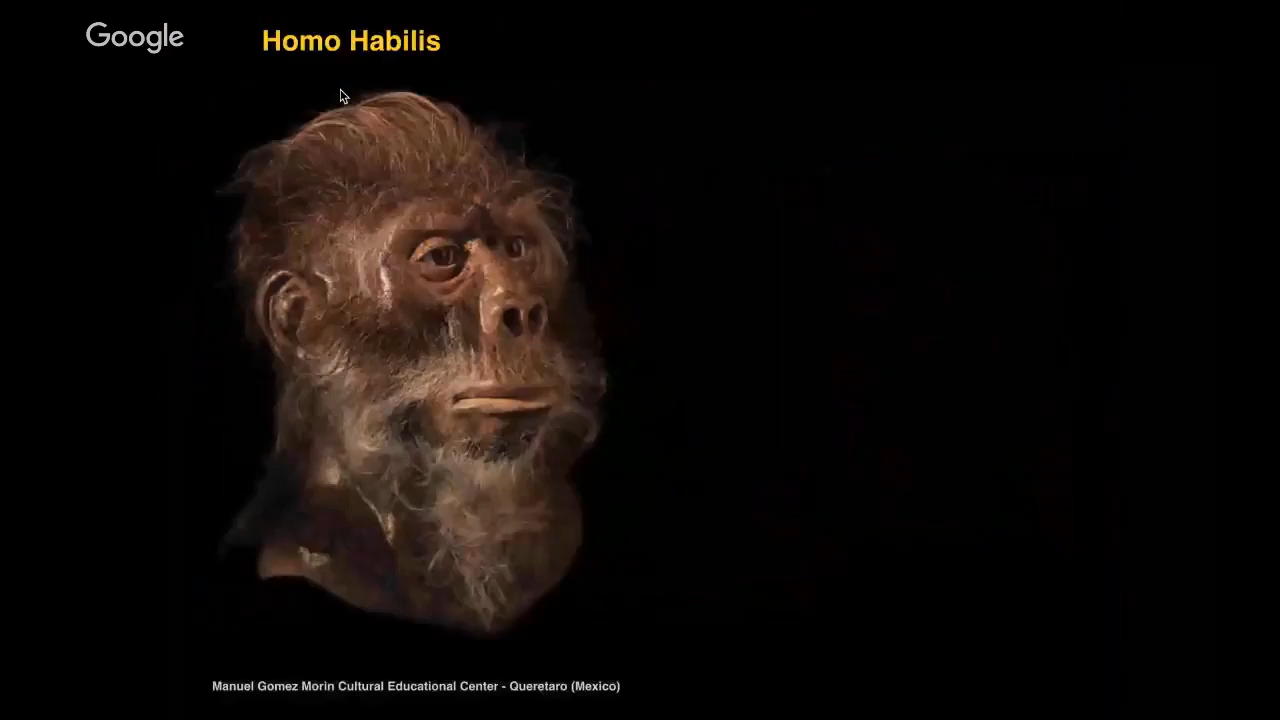 Google
Homo Habilis
Manuel Gomez Morin Cultural Educational Center - Queretaro (Mexico)